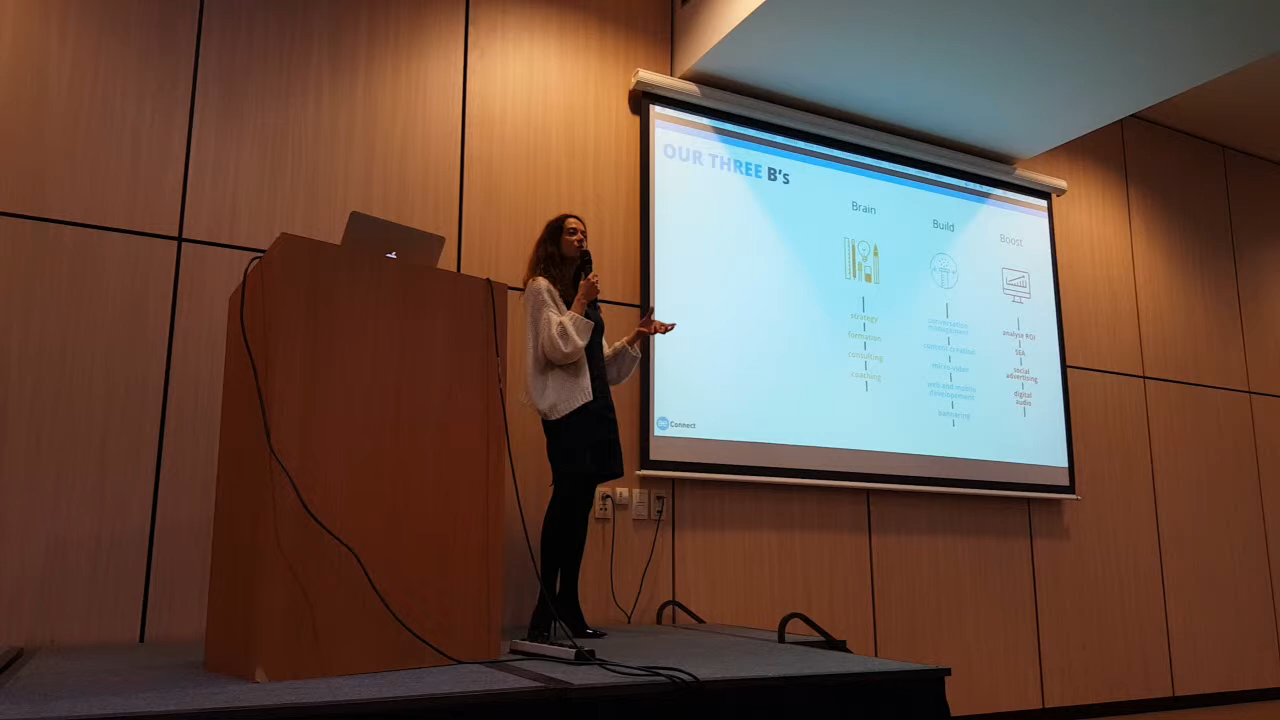 OUR THREE B's
Brain
strategy
formation
consulting
coaching
Build
conversation
management
content creation
micro video
web and mobile
development
bannering
Boost
analyse ROI
SEA
social
advertising
digital
audio
Connect